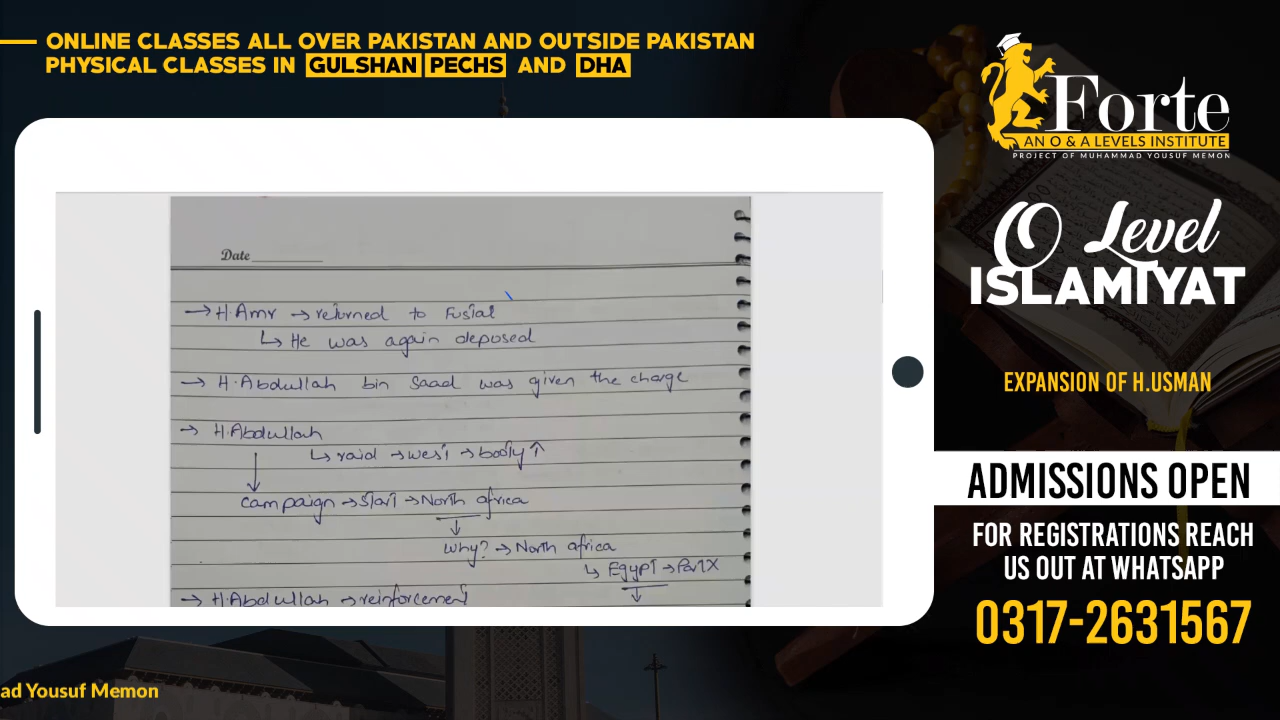 ONLINE CLASSES ALL OVER PAKISTAN AND OUTSIDE PAKISTAN
PHYSICAL CLASSES IN GULSHAN PECHS AND DHA
Forte
AN O & A LEVELS INSTITUTE
PROJECT OF MUHAMMAD YOUSUF MEMON
O Level
ISLAMIYAT
EXPANSION OF H.USMAN
ADMISSIONS OPEN
FOR REGISTRATIONS REACH
US OUT AT WHATSAPP
0317-2631567
Date
→ H.Amr → returned to Fustat
↳ He was again deposed
→ H.Abdullah bin Saad was given the charge
→ H.Abdullah
↳ raid → west → booty ↑
↓
campaign → start → North africa
↓
why? → North africa
↳ Egypt → Part X
↓
→ H.Abdullah → reinforcement
ad Yousuf Memon